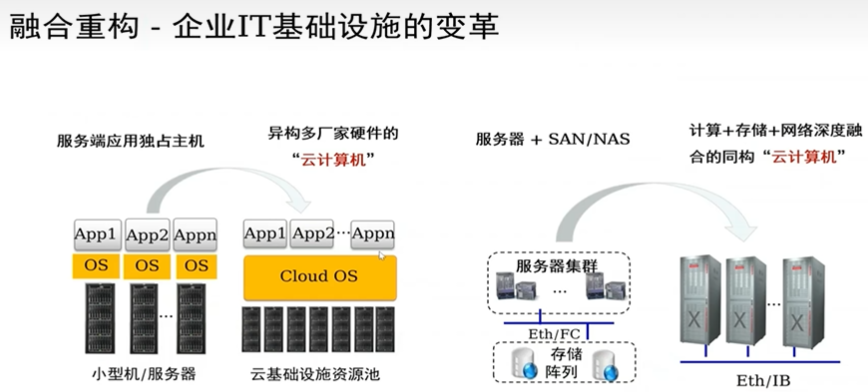 融合重构 - 企业IT基础设施的变革
服务端应用独占主机
异构多厂家硬件的
“云计算机”
App1 App2 Appn
OS OS OS
...
小型机/服务器
App1 App2 ... Appn
Cloud OS
云基础设施资源池
服务器 + SAN/NAS
计算+存储+网络深度融
合的同构“云计算机”
服务器集群
...
Eth/FC
存储
阵列
X X ... X
Eth/IB